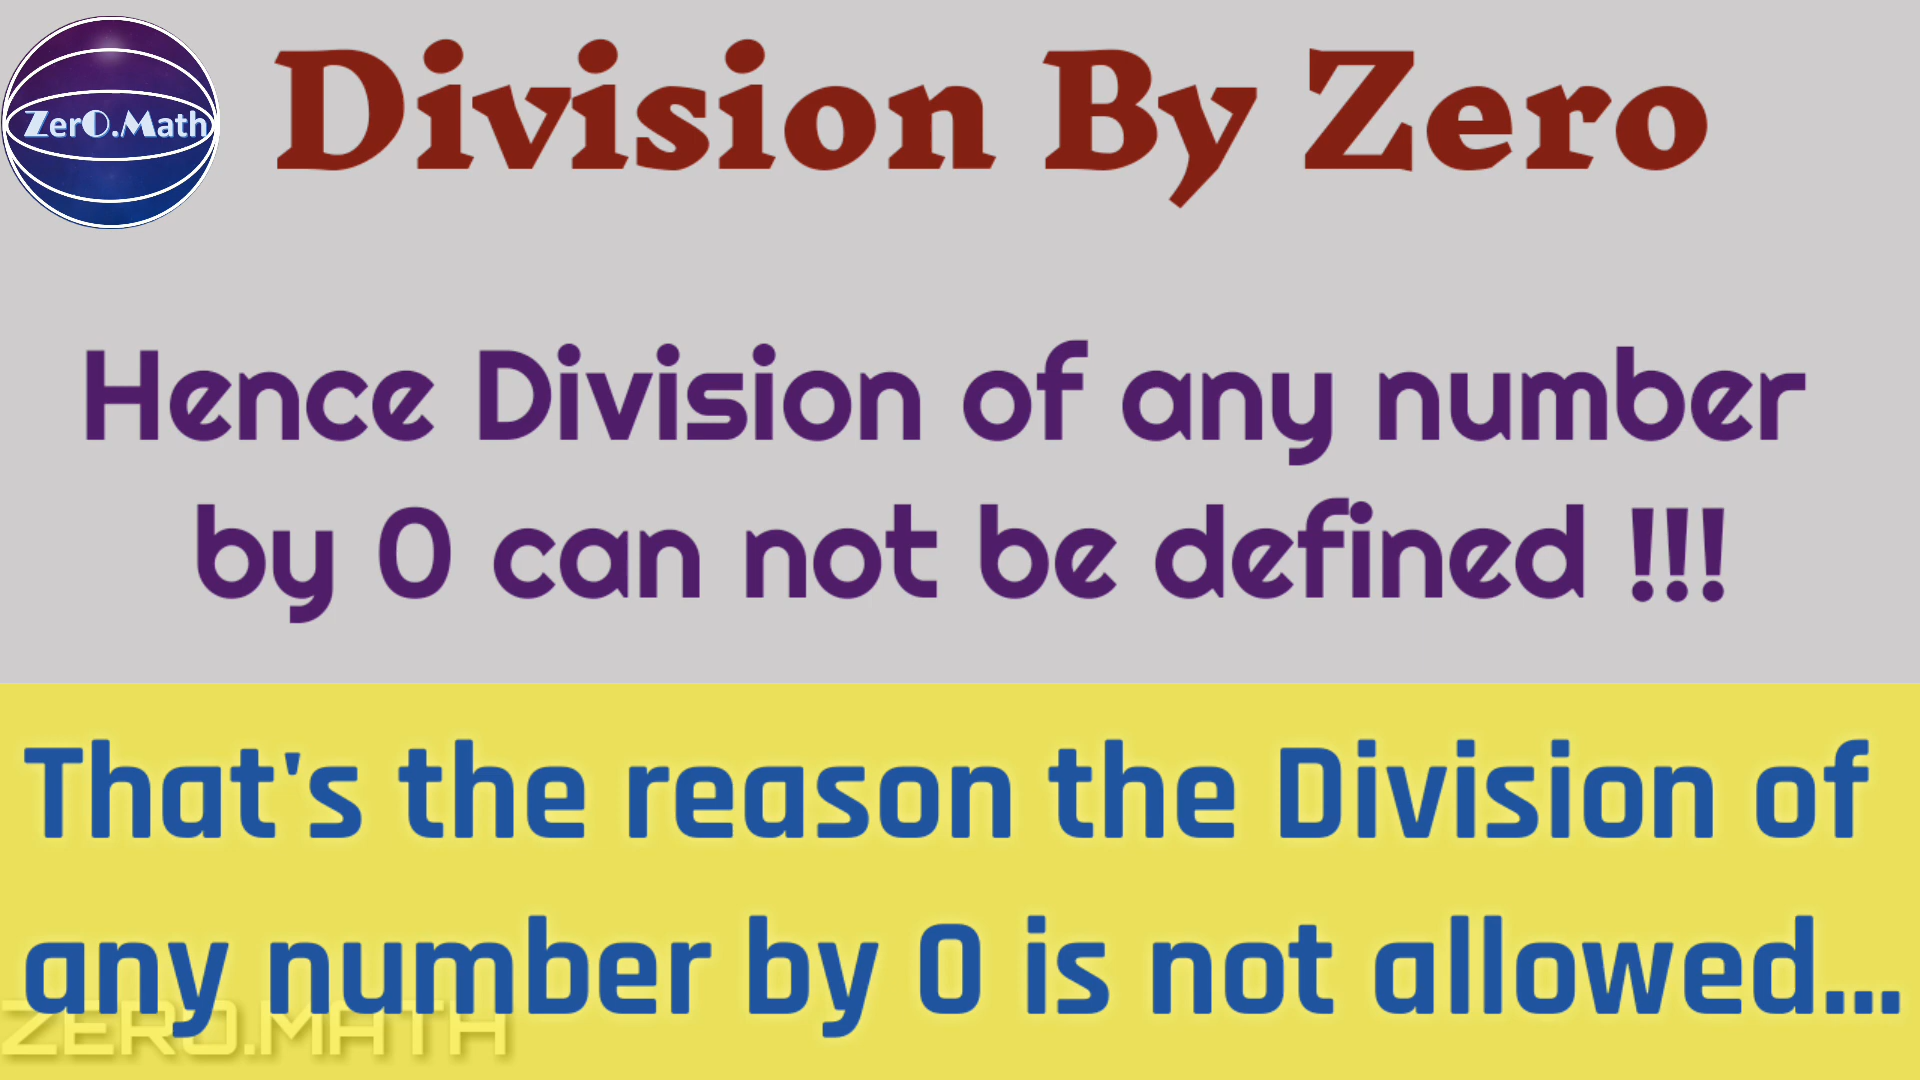 ZerO.Math
Division By Zero
Hence Division of any number
by 0 can not be defined !!!
That's the reason the Division of
any number by 0 is not allowed...
ZERO.MATH